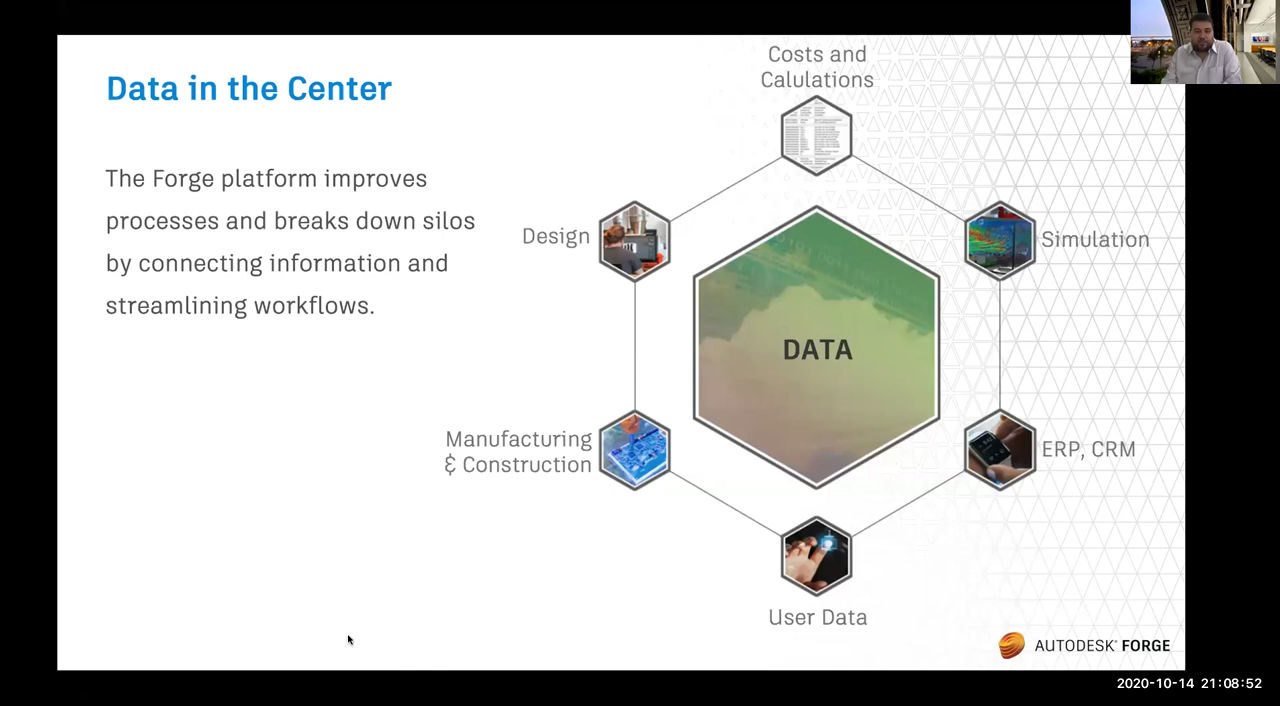 Data in the Center
The Forge platform improves
processes and breaks down silos
by connecting information and
streamlining workflows.
Costs and
Calulations
Design
Simulation
DATA
Manufacturing
& Construction
ERP, CRM
User Data
AUTODESK® FORGE
2020-10-14 21:08:52